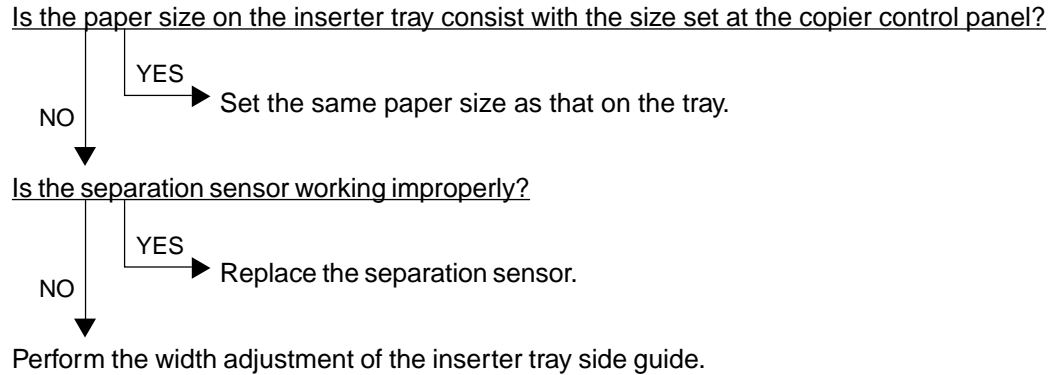 Is the paper size on the inserter tray consist with the size set at the copier control panel?
YES
Set the same paper size as that on the tray.
NO
Is the separation sensor working improperly?
YES
Replace the separation sensor.
NO
Perform the width adjustment of the inserter tray side guide.